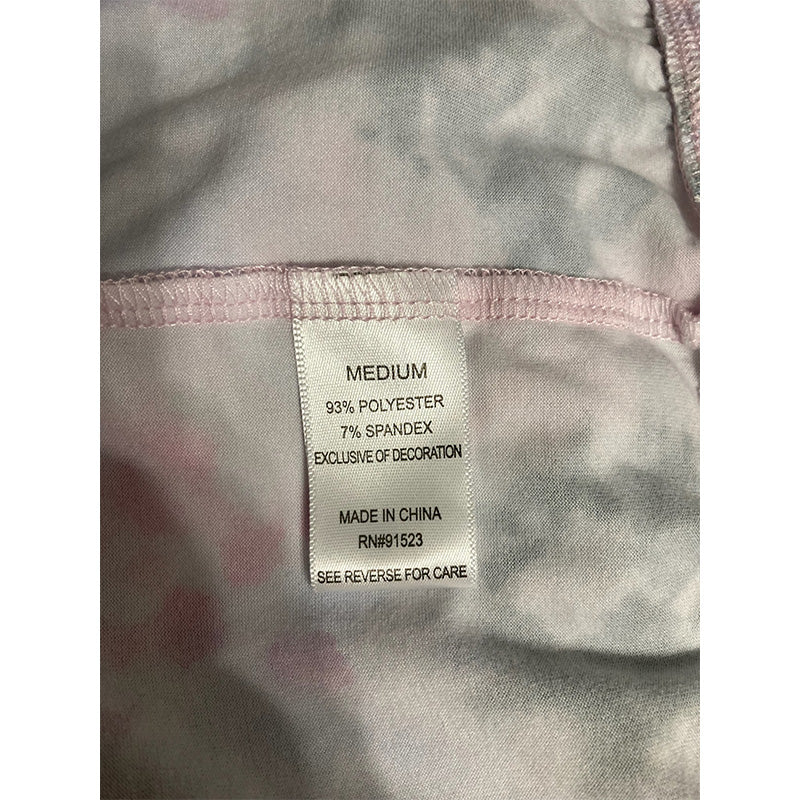 MEDIUM
93% POLYESTER
7% SPANDEX
EXCLUSIVE OF DECORATION
MADE IN CHINA
RN#91523
SEE REVERSE FOR CARE